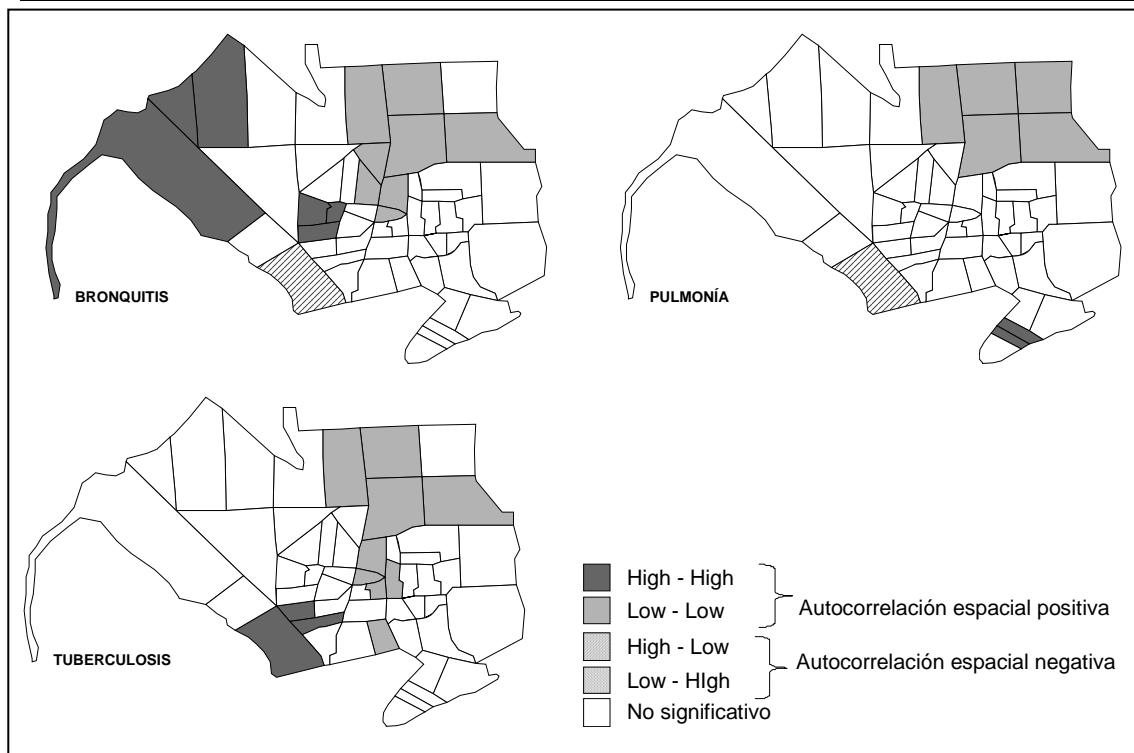 BRONQUITIS
PULMONÍA
TUBERCULOSIS
High - High
Low - Low
Autocorrelación espacial positiva
High - Low
Low - HIgh
Autocorrelación espacial negativa
No significativo